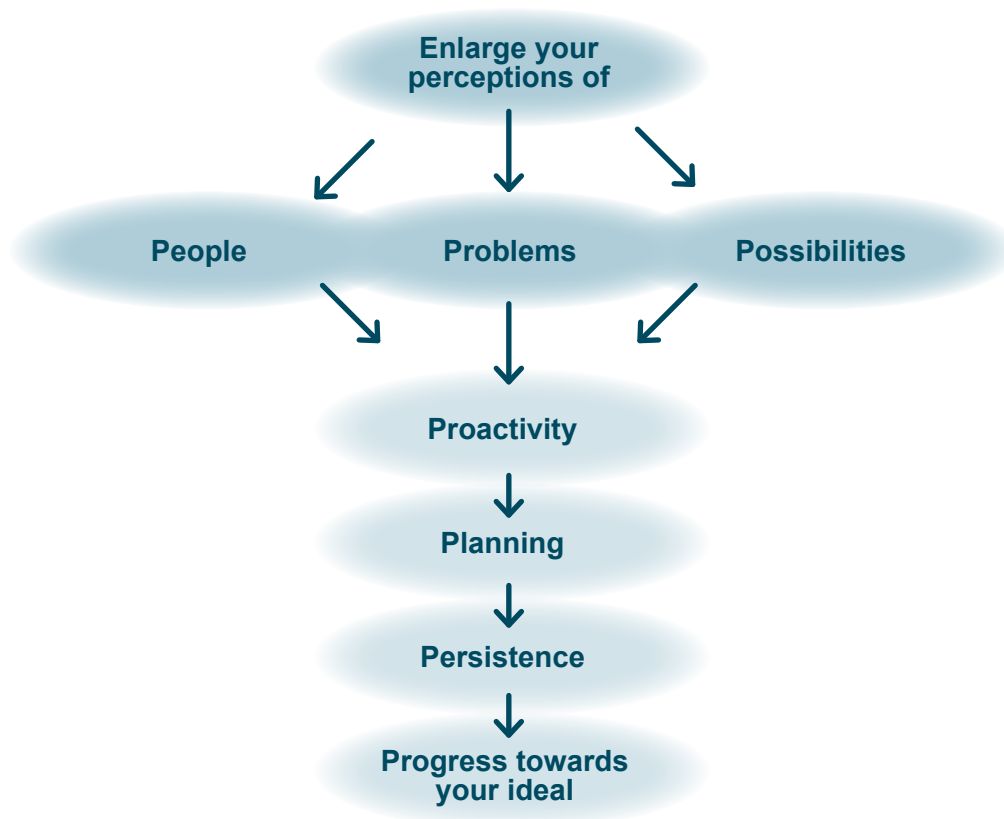 Enlarge your
perceptions of
People
Problems
Possibilities
Proactivity
Planning
Persistence
Progress towards
your ideal